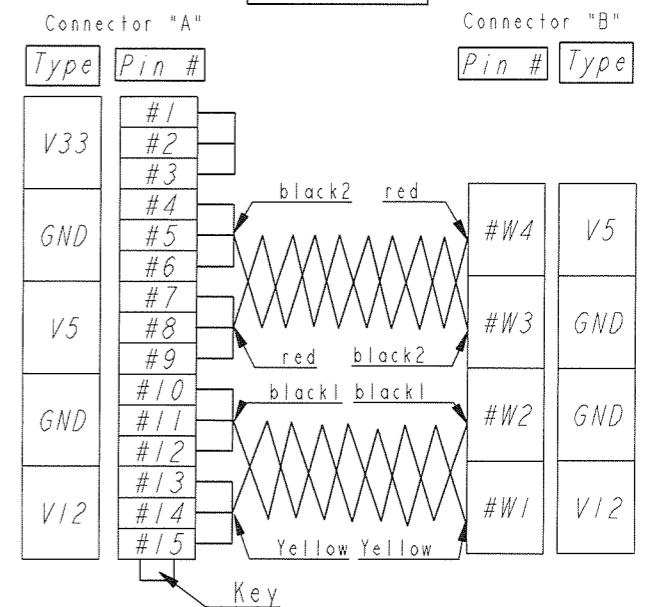 Connector "A" Connector "B"
Type Pin # Pin # Type
#1
V33 #2
#3
#4 black2 red
GND #5 #W4 V5
#6
#7
V5 #8 #W3 GND
#9 red black2
#10 black1 black1
GND #11 #W2 GND
#12
#13
V12 #14 #W1 V12
#15 Yellow Yellow
Key